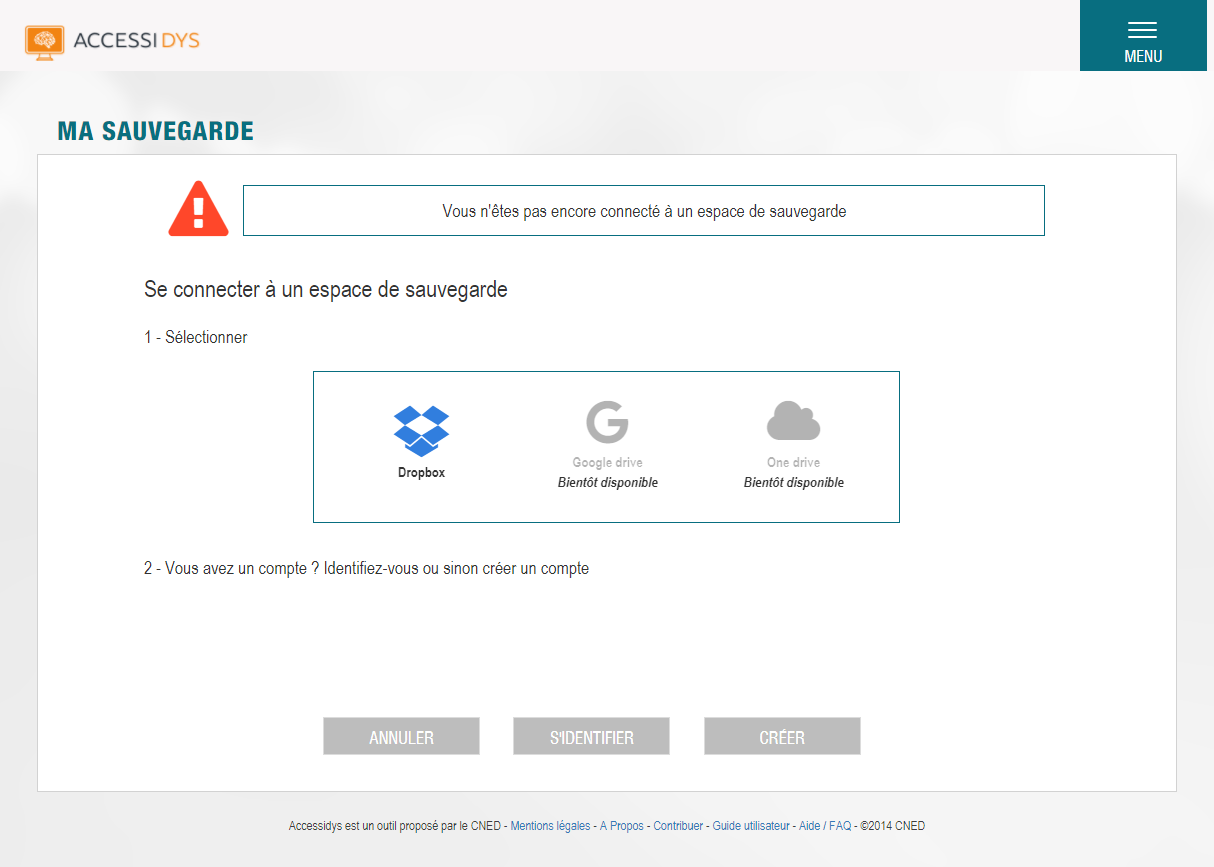 ACCESSIDYS
MENU
MA SAUVEGARDE
Vous n'êtes pas encore connecté à un espace de sauvegarde
Se connecter à un espace de sauvegarde
1 - Sélectionner
Dropbox
Google drive
Bientôt disponible
One drive
Bientôt disponible
2 - Vous avez un compte ? Identifiez-vous ou sinon créer un compte
ANNULER
S'IDENTIFIER
CRÉER
Accessidys est un outil proposé par le CNED - Mentions légales - A Propos - Contribuer - Guide utilisateur - Aide / FAQ - ©2014 CNED